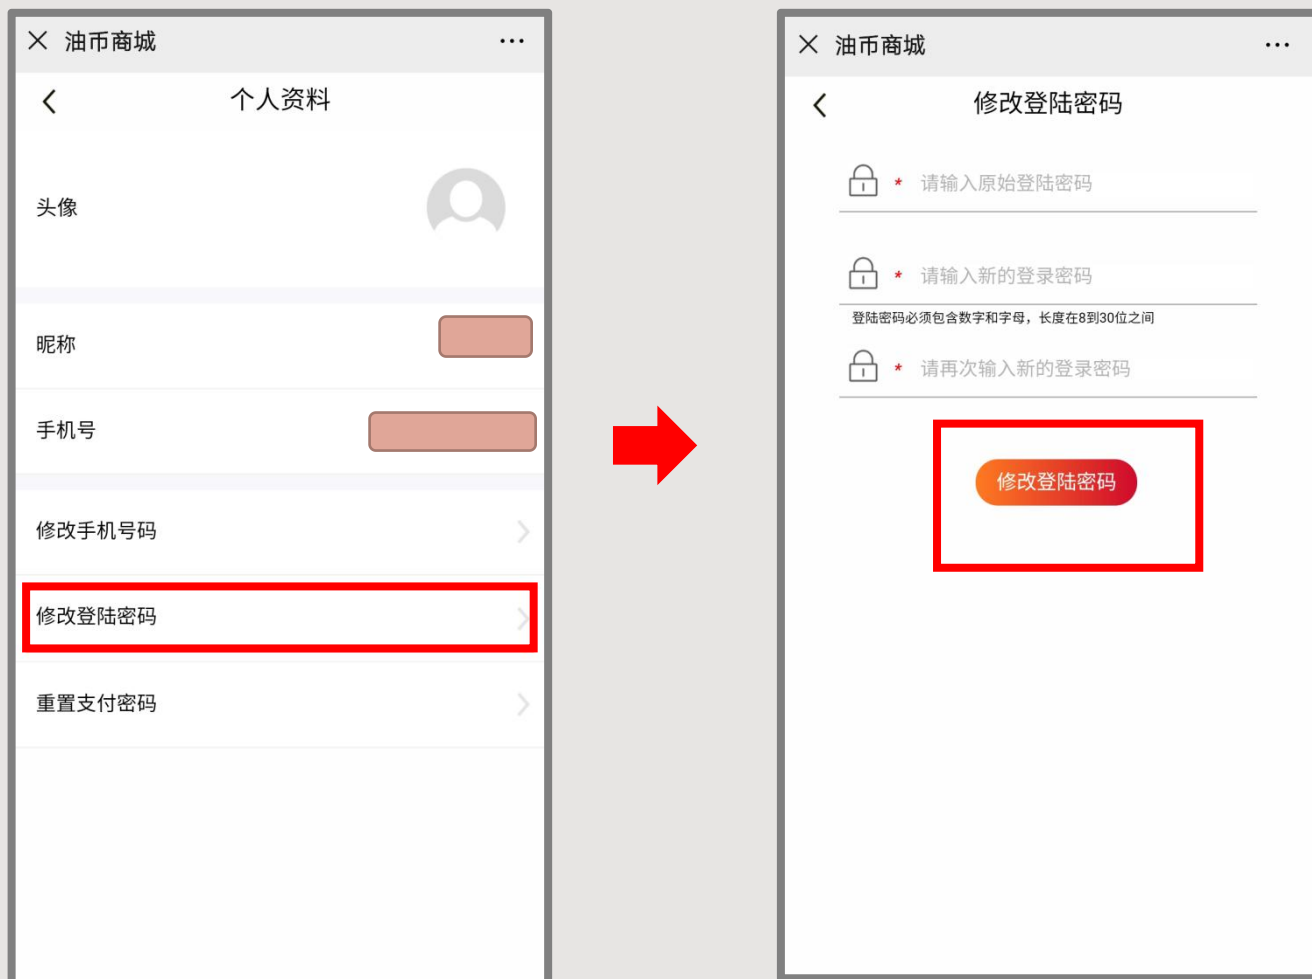 油币商城
个人资料
头像
昵称
手机号
修改手机号码
修改登陆密码
重置支付密码
油币商城
修改登陆密码
* 请输入原始登陆密码
* 请输入新的登录密码
登陆密码必须包含数字和字母，长度在8到30位之间
* 请再次输入新的登录密码
修改登陆密码